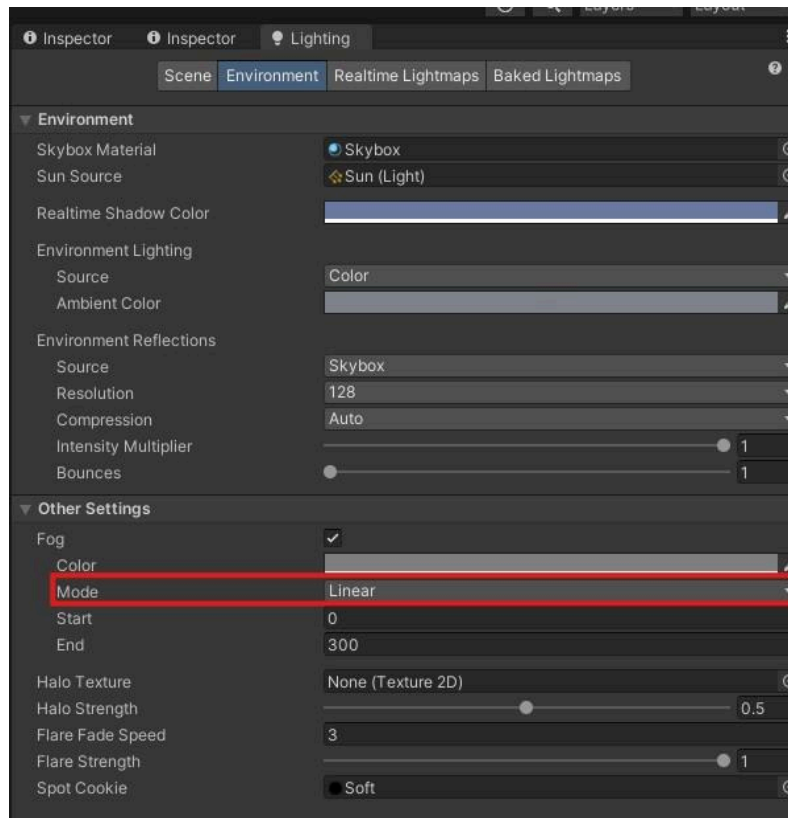 Inspector Inspector Lighting
Scene Environment Realtime Lightmaps Baked Lightmaps
Environment
Skybox Material Skybox
Sun Source Sun (Light)
Realtime Shadow Color
Environment Lighting
Source Color
Ambient Color
Environment Reflections
Source Skybox
Resolution 128
Compression Auto
Intensity Multiplier 1
Bounces 1
Other Settings
Fog
Color
Mode Linear
Start 0
End 300
Halo Texture None (Texture 2D)
Halo Strength 0.5
Flare Fade Speed 3
Flare Strength 1
Spot Cookie Soft